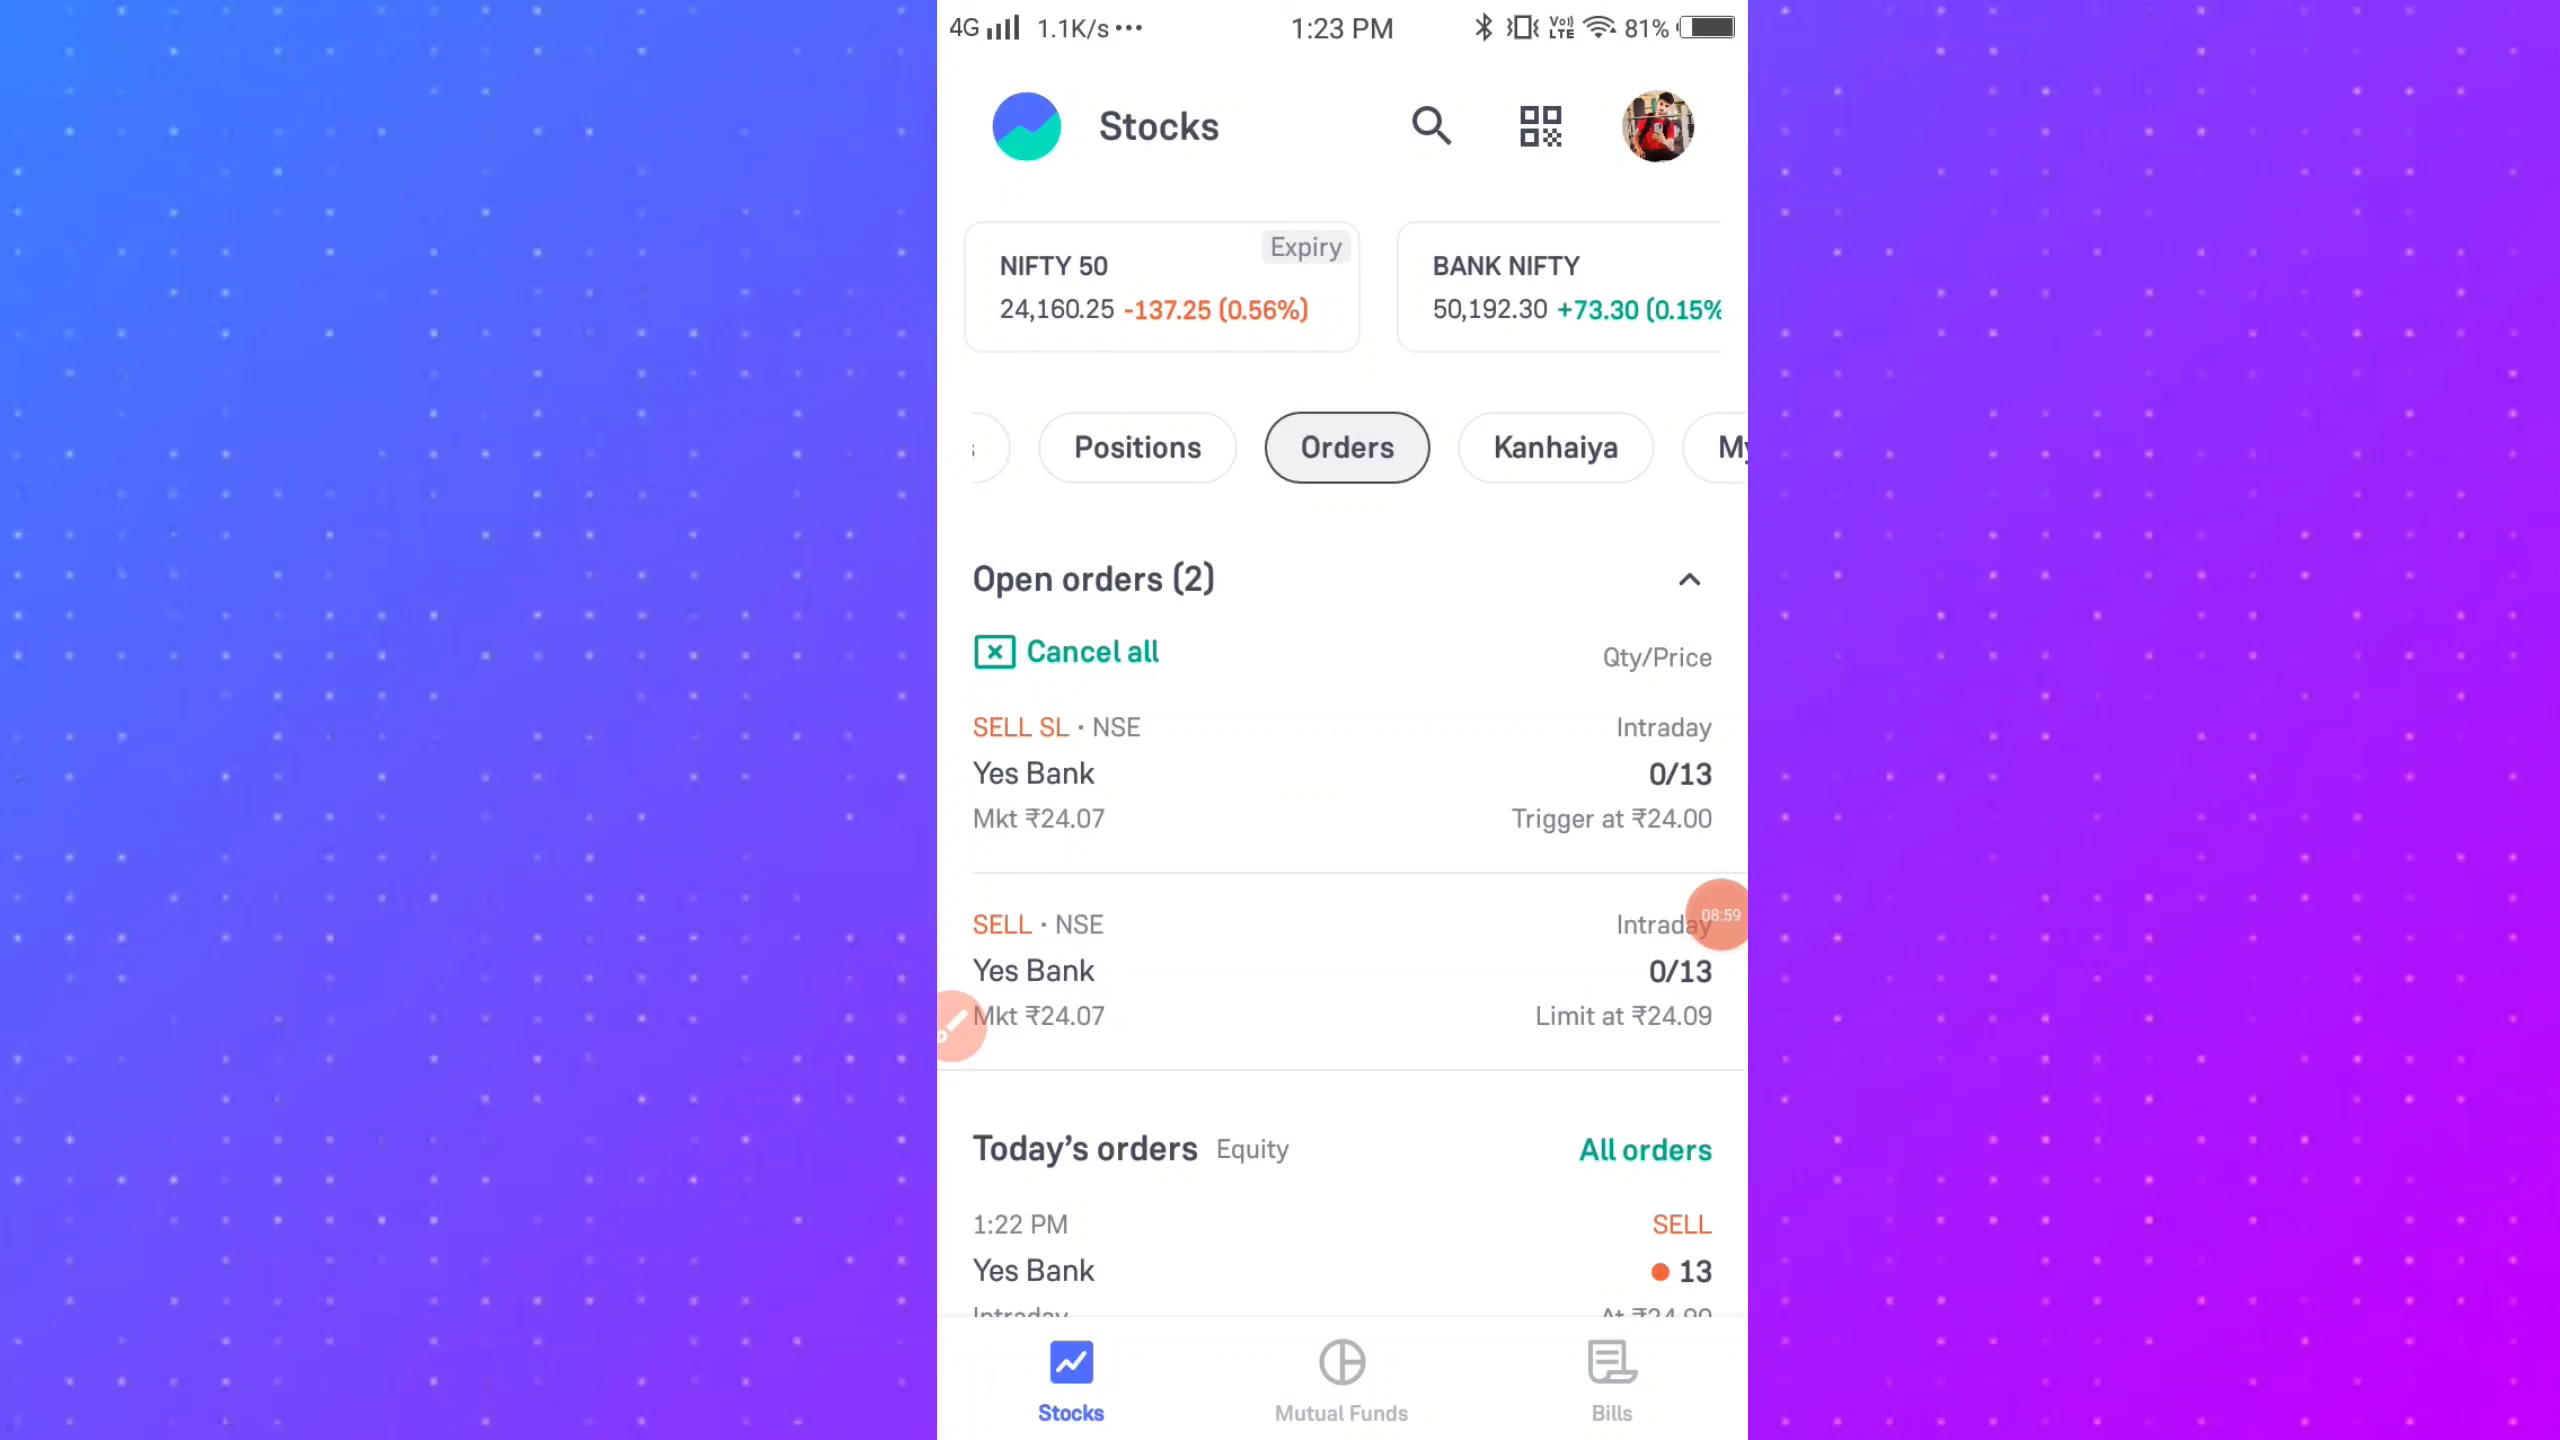 4G 1.1K/s ••• 1:23 PM Vo)) LTE 81%
Stocks
Expiry
NIFTY 50
24,160.25 -137.25 (0.56%)
BANK NIFTY
50,192.30 +73.30 (0.15%
Positions Orders Kanhaiya My
Open orders (2)
Cancel all Qty/Price
SELL SL · NSE Intraday
Yes Bank 0/13
Mkt ₹24.07 Trigger at ₹24.00
SELL · NSE Intraday 08:59
Yes Bank 0/13
Mkt ₹24.07 Limit at ₹24.09
Today's orders Equity All orders
1:22 PM SELL
Yes Bank 13
Intraday
Stocks Mutual Funds Bills